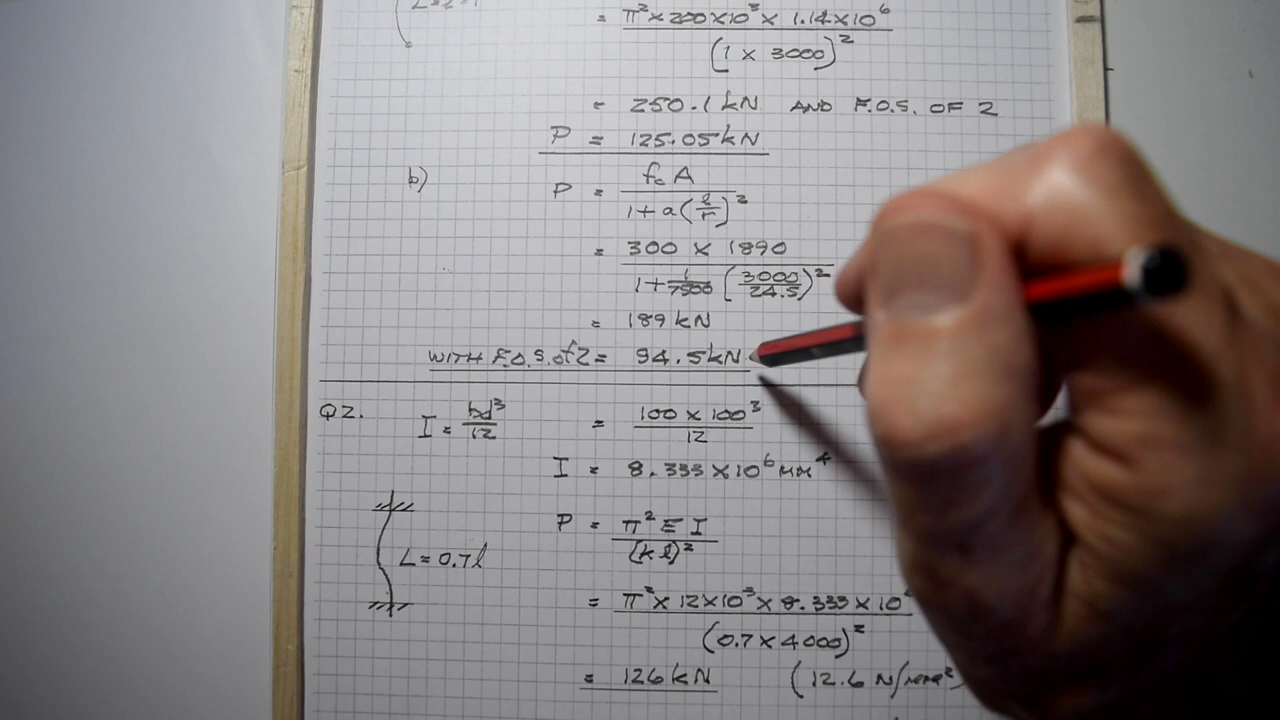 = π² × 200 × 10³ × 1.14 × 10⁶
(1 × 3000)²
= 250.1 kN AND F.O.S. OF 2
P = 125.05 kN
b) P = fc A
1 + a (l/r)²
= 300 × 1890
1 + 1/7500 (3000/24.5)²
= 189 kN
WITH F.O.S. of 2 = 94.5 kN
Q2. I = bd³/12 = 100 × 100³
12
I = 8.333 × 10⁶ mm⁴
P = π² E I
(k l)²
L = 0.7 l
= π² × 12 × 10³ × 8.333 × 10
(0.7 × 4000)²
= 126 kN (12.6 N/mm²)